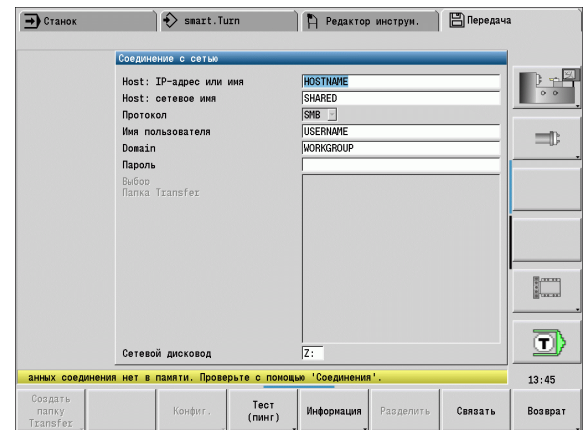 Станок
smart.Turn
Редактор инструм.
Передача
Соединение с сетью
Host: IP-адрес или имя
HOSTNAME
Host: сетевое имя
SHARED
Протокол
SMB
Имя пользователя
USERNAME
Domain
WORKGROUP
Пароль
Выбор
Папка Transfer
T
Сетевой дисковод
Z:
анных соединения нет в памяти. Проверьте с помощью 'Соединения'.
13:45
Создать папку Transfer
Конфиг.
Тест (пинг)
Информация
Разделить
Связать
Возврат